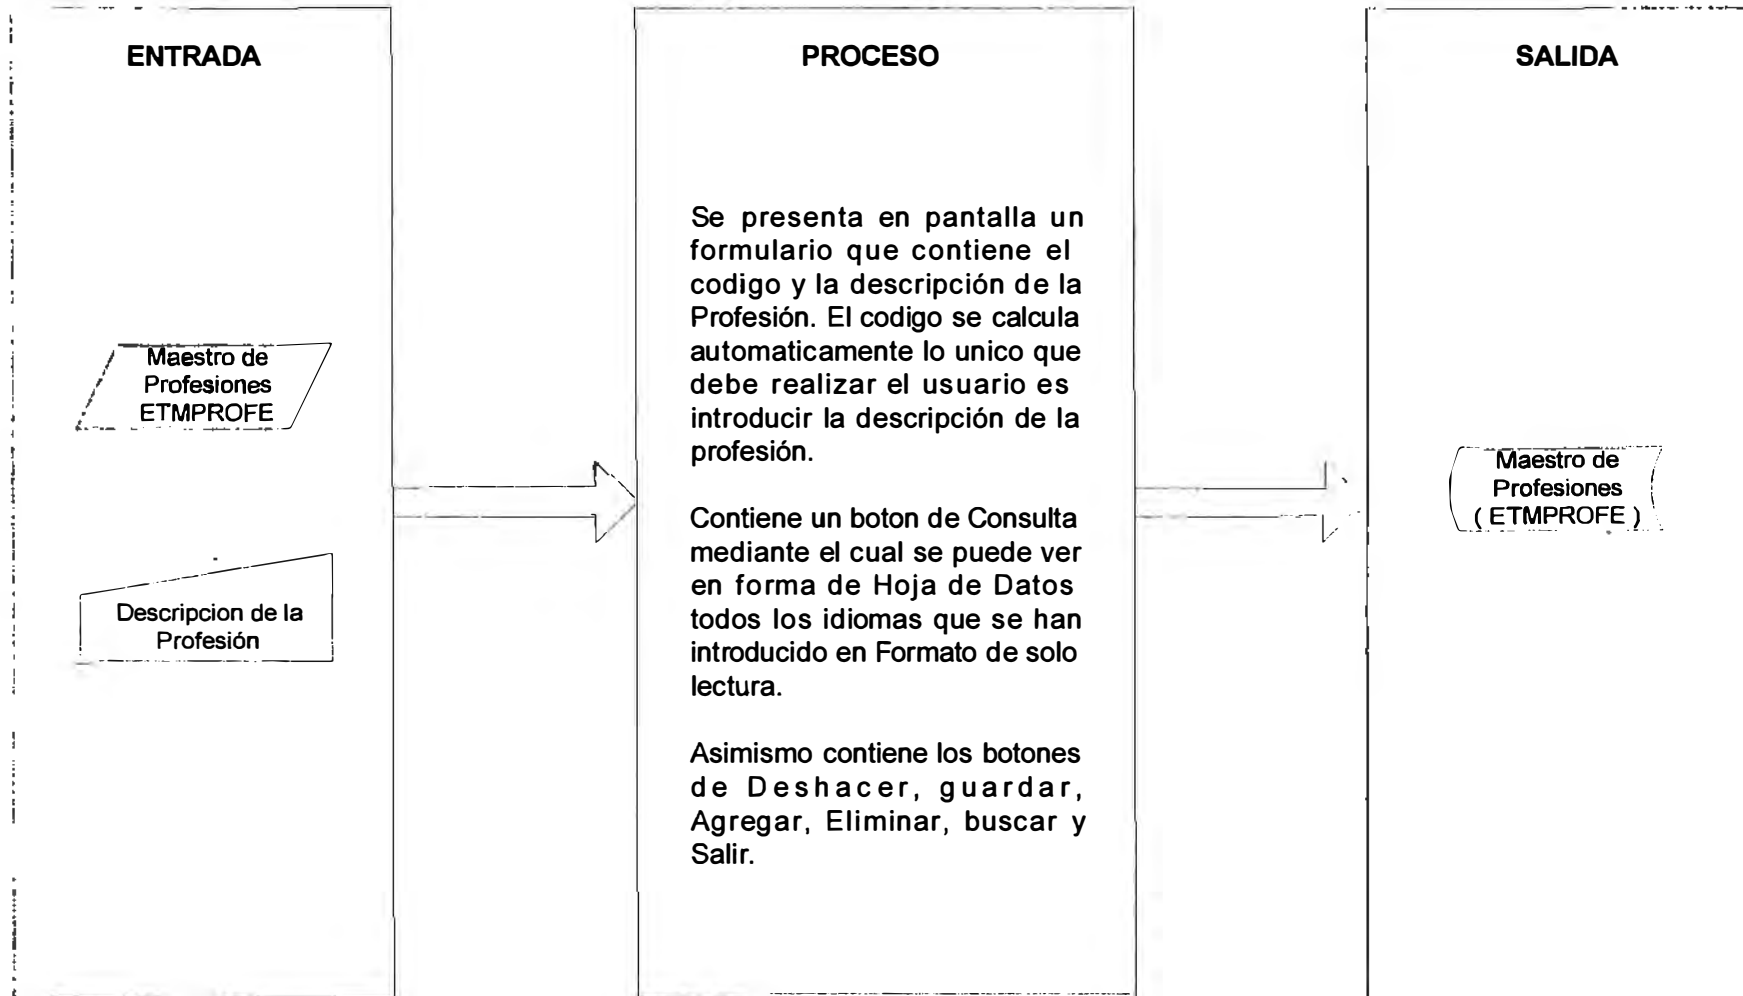 ENTRADA
Maestro de
Profesiones
ETMPROFE
Descripcion de la
Profesión
PROCESO
Se presenta en pantalla un
formulario que contiene el
codigo y la descripción de la
Profesión. El codigo se calcula
automaticamente lo unico que
debe realizar el usuario es
introducir la descripción de la
profesión.
Contiene un boton de Consulta
mediante el cual se puede ver
en forma de Hoja de Datos
todos los idiomas que se han
introducido en Formato de solo
lectura.
Asimismo contiene los botones
de Deshacer, guardar,
Agregar, Eliminar, buscar y
Salir.
SALIDA
Maestro de
Profesiones
( ETMPROFE )